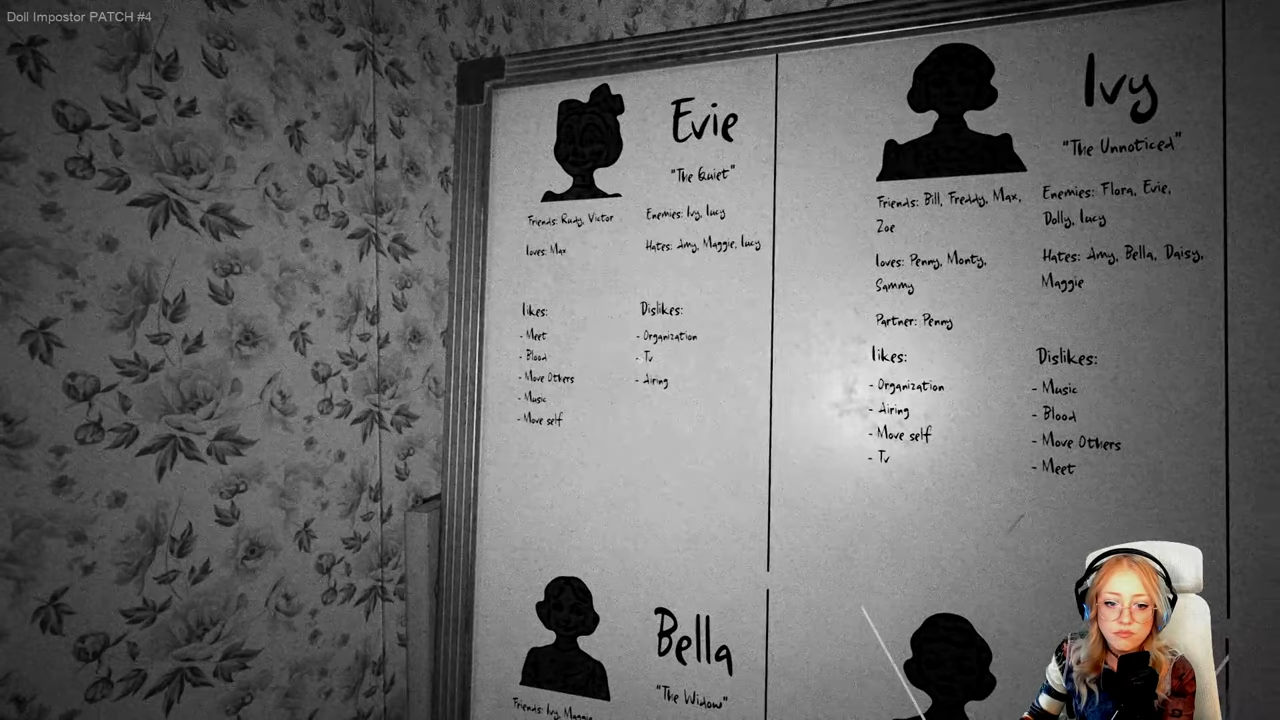 Doll Impostor PATCH #4
Evie
"The Quiet"
Friends: Rudy, Victor
Enemies: Ivy, Lucy
Loves: Max
Hates: Amy, Maggie, Lucy
Likes:
- Meet
- Blood
- Move Others
- Music
- Move self
Dislikes:
- Organization
- Tv
- Airing
Ivy
"The Unnoticed"
Friends: Bill, Freddy, Max,
Zoe
Enemies: Flora, Evie,
Dolly, Lucy
Loves: Penny, Monty,
Sammy
Hates: Amy, Bella, Daisy,
Maggie
Partner: Penny
Likes:
- Organization
- Airing
- Move self
- Tv
Dislikes:
- Music
- Blood
- Move Others
- Meet
Bella
"The Widow"
Friends: Ivy, Maggie